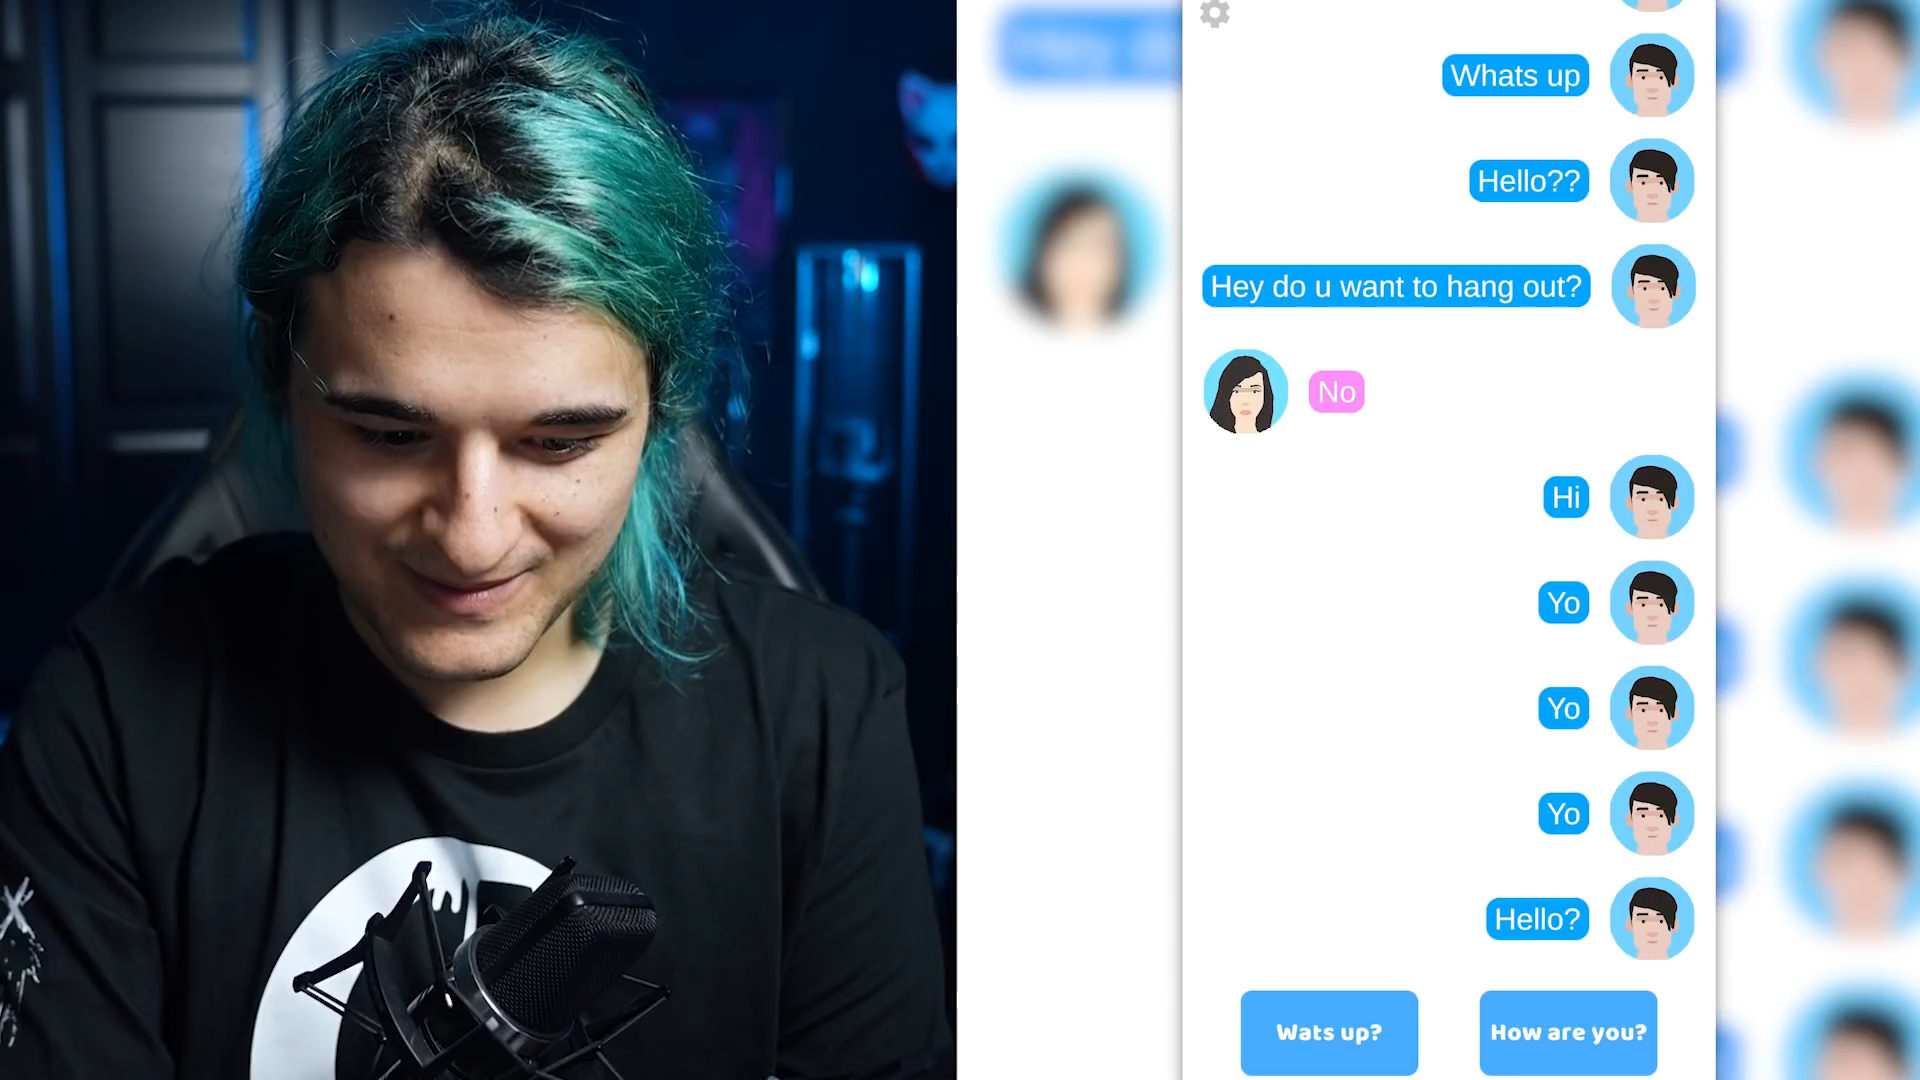 Whats up
Hello??
Hey do u want to hang out?
No
Hi
Yo
Yo
Yo
Hello?
Wats up?
How are you?